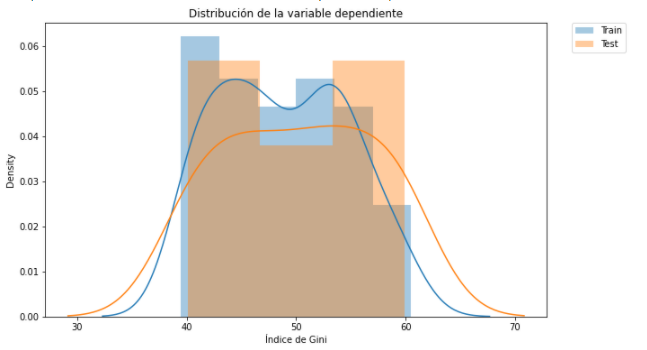 Distribución de la variable dependiente
Train
Test
0.06
0.05
0.04
0.03
0.02
0.01
0.00
Density
30 40 50 60 70
Índice de Gini